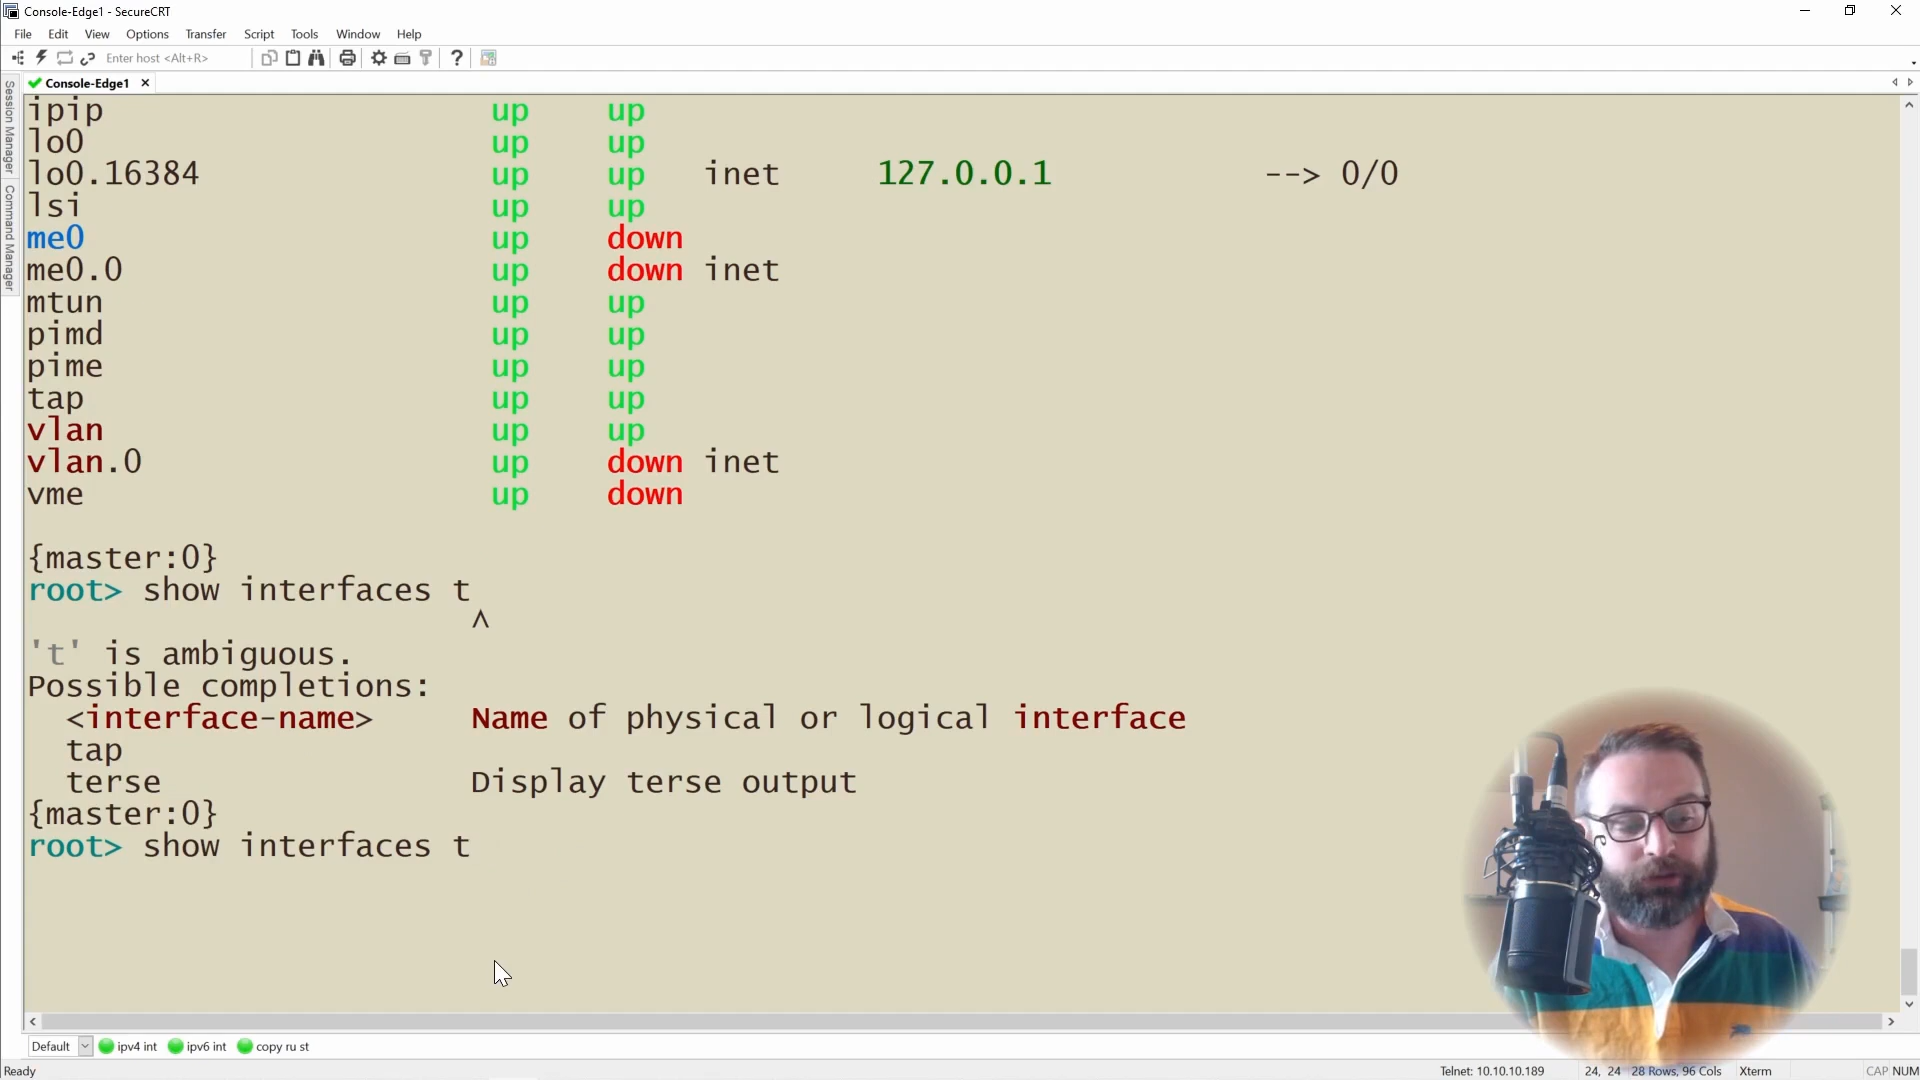 Console-Edge1 - SecureCRT
File Edit View Options Transfer Script Tools Window Help
Enter host <Alt+R>
Console-Edge1
Session Manager
Command Manager
ipip up up
lo0 up up
lo0.16384 up up inet 127.0.0.1 --> 0/0
lsi up up
me0 up down
me0.0 up down inet
mtun up up
pimd up up
pime up up
tap up up
vlan up up
vlan.0 up down inet
vme up down
{master:0}
root> show interfaces t
^
't' is ambiguous.
Possible completions:
<interface-name> Name of physical or logical interface
tap
terse Display terse output
{master:0}
root> show interfaces t
Default ipv4 int ipv6 int copy ru st
Ready Telnet: 10.10.10.189 24, 24 28 Rows, 96 Cols Xterm CAP NUM